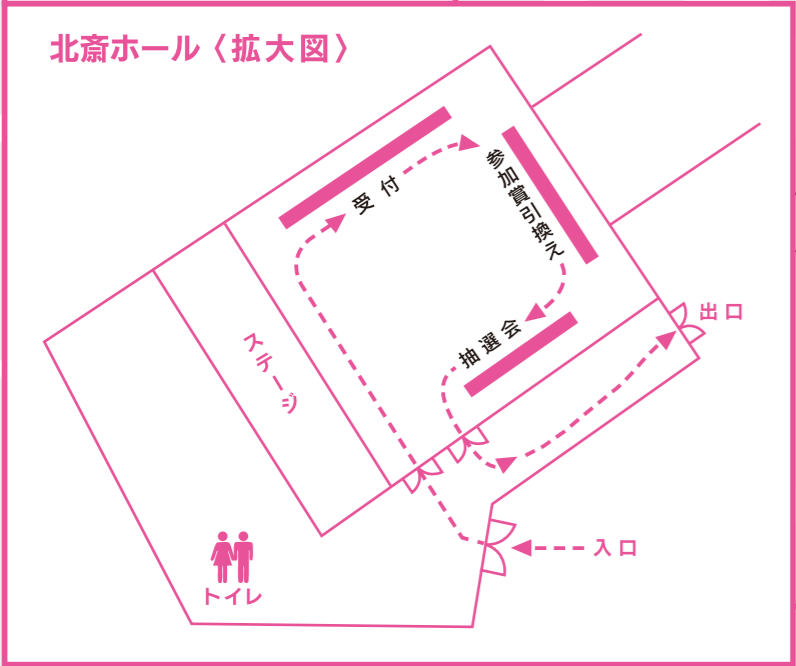 北斎ホール〈拡大図〉
受付
参加賞引換え
抽選会
ステージ
出口
入口
トイレ